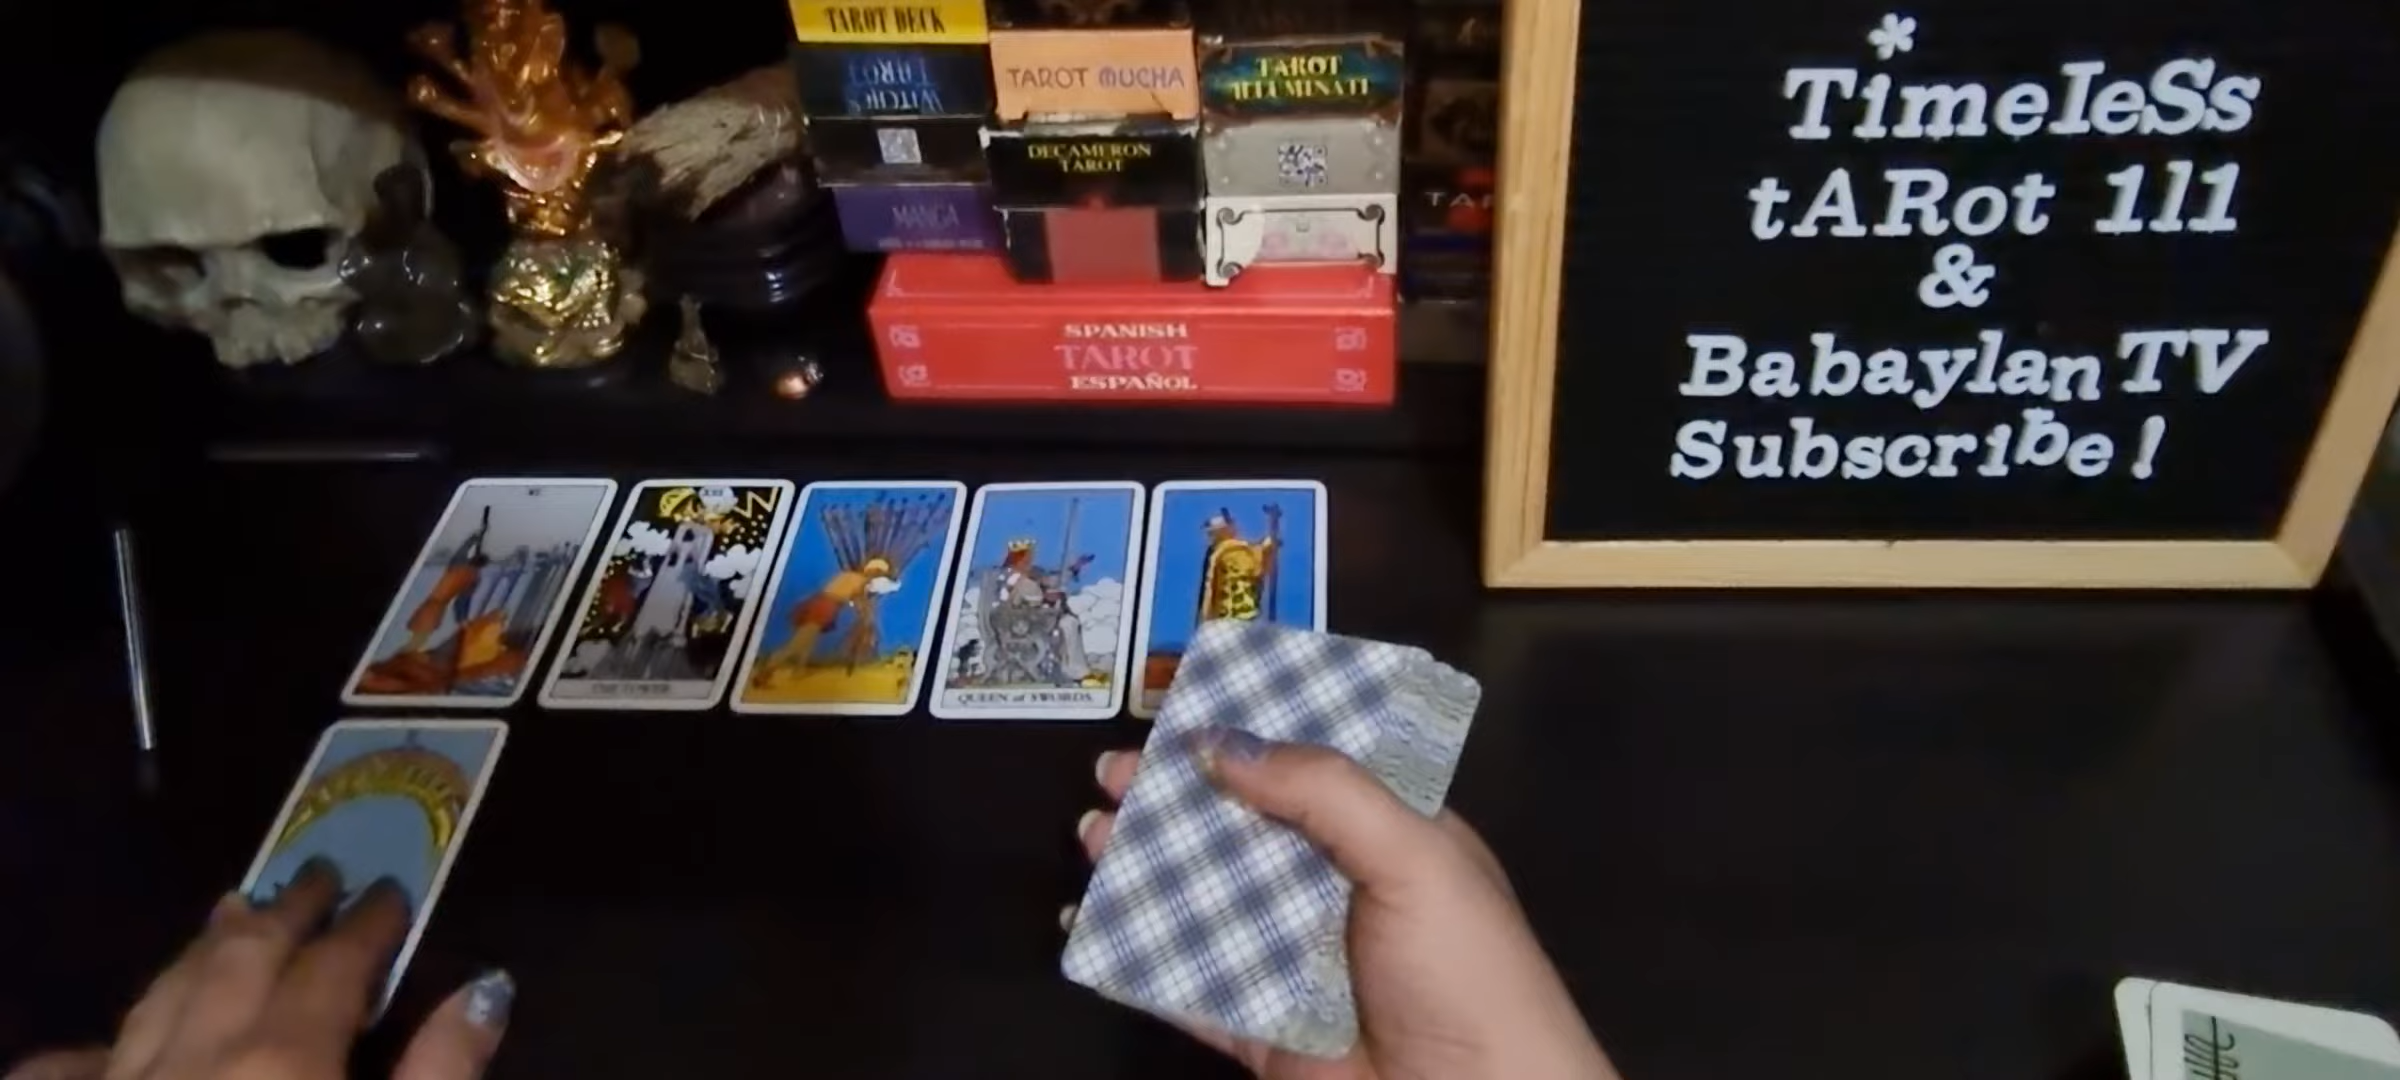 TAROT DECK
WITCH'S
TAROT
MANGA
TAROT MUCHA
DECAMERON
TAROT
TAROT
ILLUMINATI
SPANISH
TAROT
ESPAÑOL
TimeleSs
tARot 111
&
Babaylan TV
Subscribe!
THE TOWER
QUEEN of SWORDS